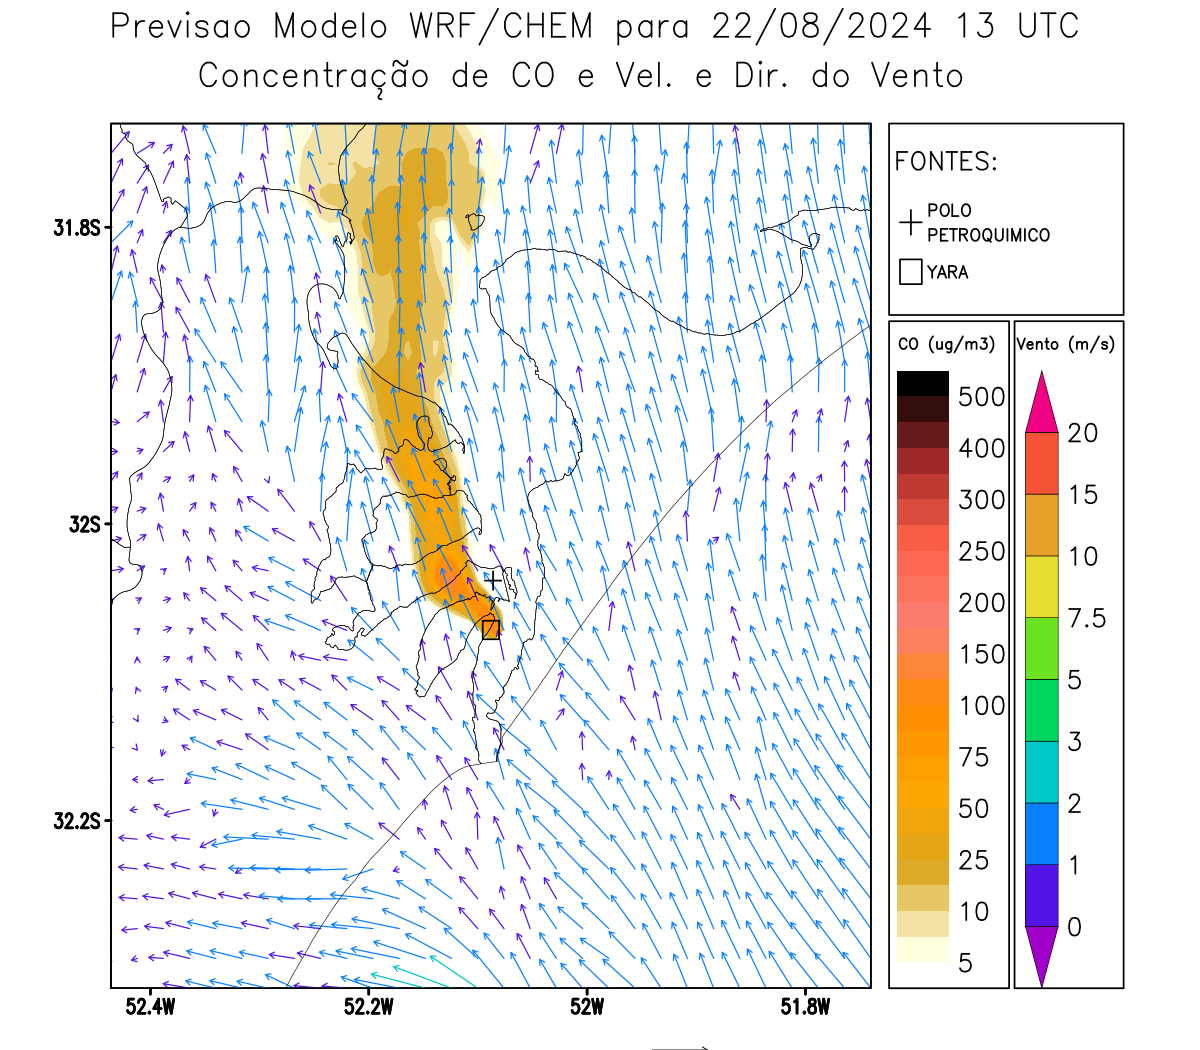 Previsao Modelo WRF/CHEM para 22/08/2024 13 UTC
Concentração de CO e Vel. e Dir. do Vento
FONTES:
POLO
PETROQUIMICO
YARA
CO (ug/m3)
500
400
300
250
200
150
100
75
50
25
10
5
Vento (m/s)
20
15
10
7.5
5
3
2
1
0
31.8S
32S
32.2S
52.4W
52.2W
52W
51.8W